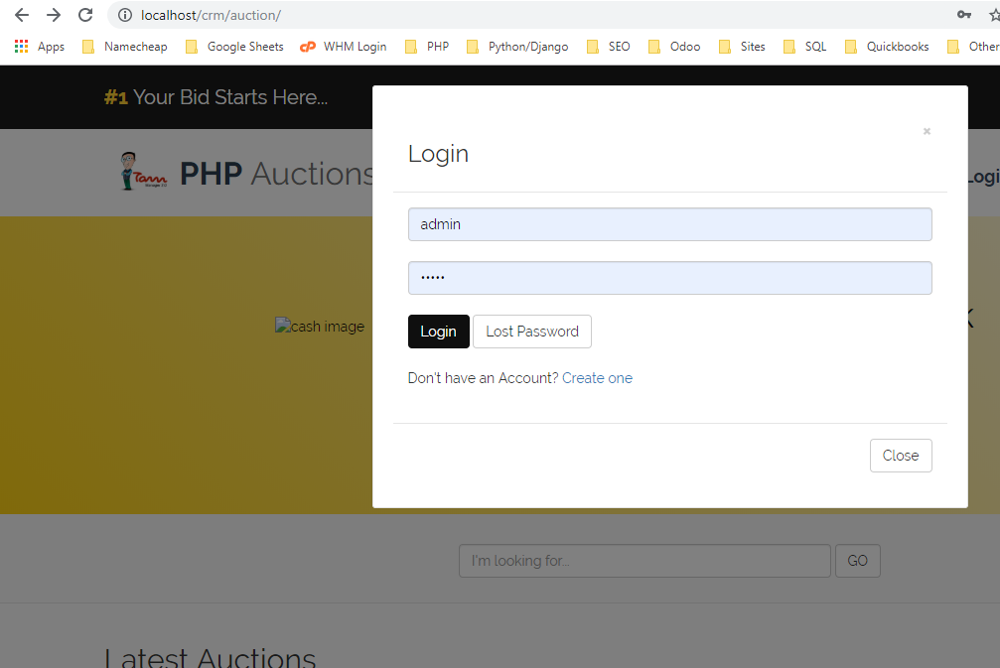 localhost/crm/auction/
Apps Namecheap Google Sheets cP WHM Login PHP Python/Django SEO Odoo Sites SQL Quickbooks Other
#1 Your Bid Starts Here...
×
Login
PHP Auctions
Logi
admin
•••••
cash image
K
Login Lost Password
Don't have an Account? Create one
Close
I'm looking for... GO
Latest Auctions